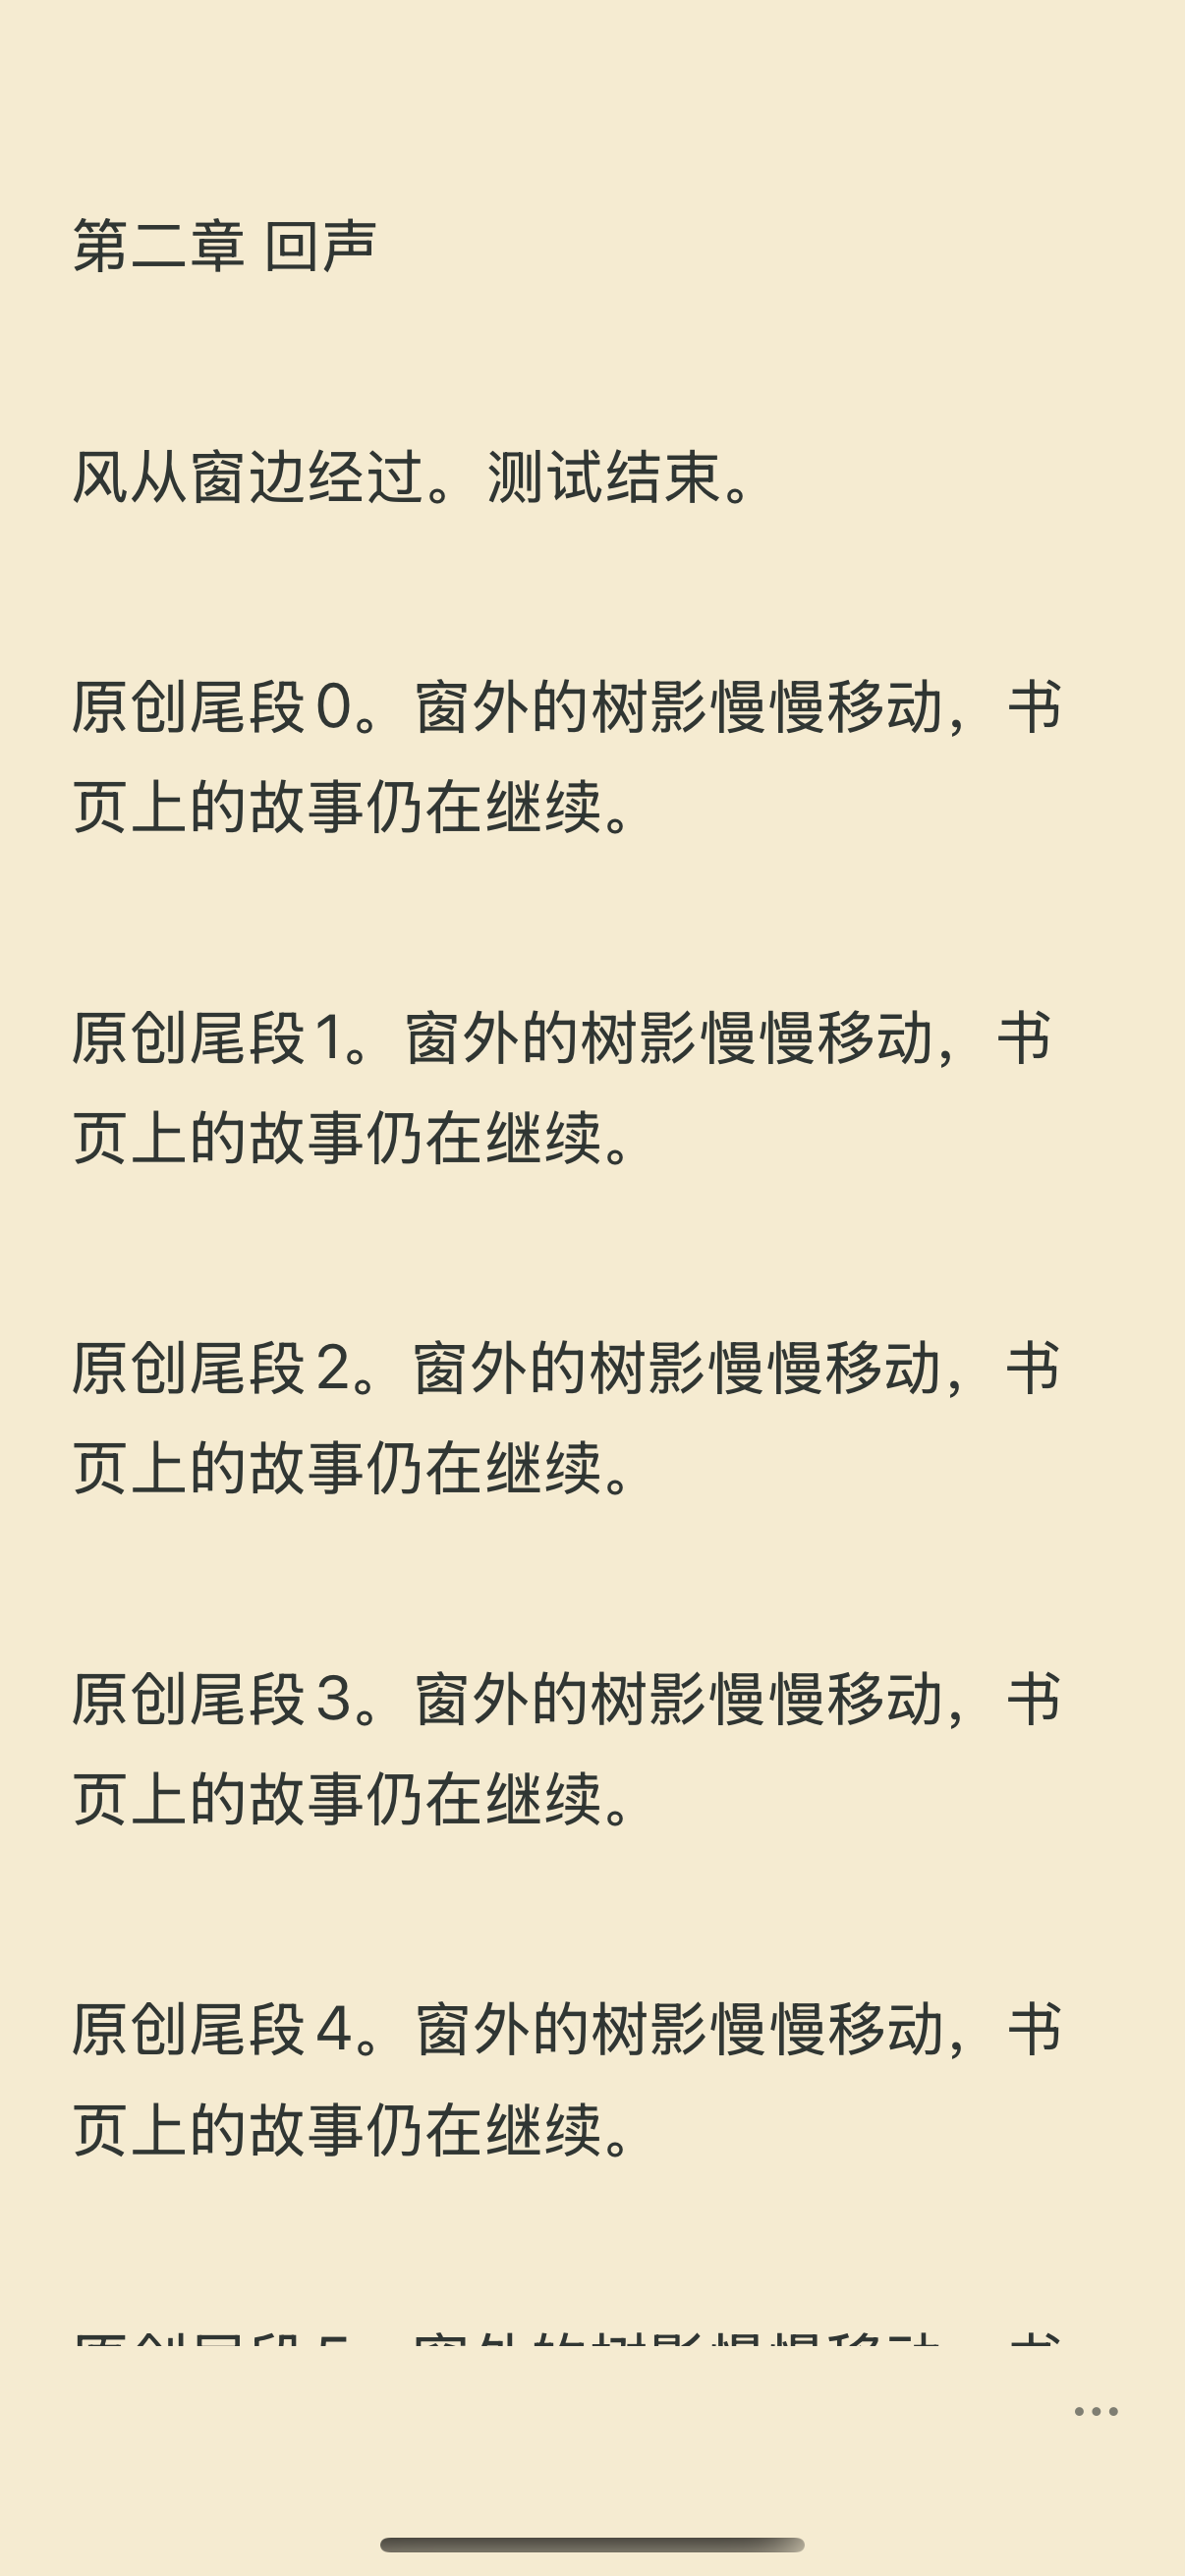 第二章 回声
风从窗边经过。测试结束。
原创尾段0。窗外的树影慢慢移动，书
页上的故事仍在继续。
原创尾段1。窗外的树影慢慢移动，书
页上的故事仍在继续。
原创尾段2。窗外的树影慢慢移动，书
页上的故事仍在继续。
原创尾段3。窗外的树影慢慢移动，书
页上的故事仍在继续。
原创尾段4。窗外的树影慢慢移动，书
页上的故事仍在继续。